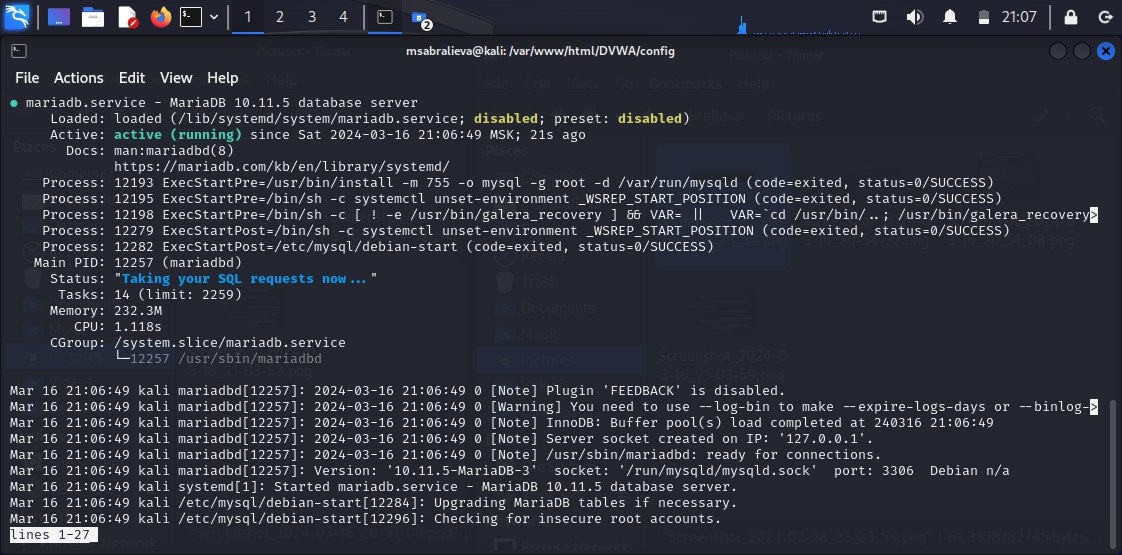 1 2 3 4
2
21:07
msabralieva@kali: /var/www/html/DVWA/config
File Actions Edit View Help
● mariadb.service - MariaDB 10.11.5 database server
Loaded: loaded (/lib/systemd/system/mariadb.service; disabled; preset: disabled)
Active: active (running) since Sat 2024-03-16 21:06:49 MSK; 21s ago
Docs: man:mariadbd(8)
https://mariadb.com/kb/en/library/systemd/
Process: 12193 ExecStartPre=/usr/bin/install -m 755 -o mysql -g root -d /var/run/mysqld (code=exited, status=0/SUCCESS)
Process: 12195 ExecStartPre=/bin/sh -c systemctl unset-environment _WSREP_START_POSITION (code=exited, status=0/SUCCESS)
Process: 12198 ExecStartPre=/bin/sh -c [ ! -e /usr/bin/galera_recovery ] && VAR= || VAR=`cd /usr/bin/..; /usr/bin/galera_recovery>
Process: 12279 ExecStartPost=/bin/sh -c systemctl unset-environment _WSREP_START_POSITION (code=exited, status=0/SUCCESS)
Process: 12282 ExecStartPost=/etc/mysql/debian-start (code=exited, status=0/SUCCESS)
Main PID: 12257 (mariadbd)
Status: "Taking your SQL requests now..."
Tasks: 14 (limit: 2259)
Memory: 232.3M
CPU: 1.118s
CGroup: /system.slice/mariadb.service
└─12257 /usr/sbin/mariadbd
Mar 16 21:06:49 kali mariadbd[12257]: 2024-03-16 21:06:49 0 [Note] Plugin 'FEEDBACK' is disabled.
Mar 16 21:06:49 kali mariadbd[12257]: 2024-03-16 21:06:49 0 [Warning] You need to use --log-bin to make --expire-logs-days or --binlog->
Mar 16 21:06:49 kali mariadbd[12257]: 2024-03-16 21:06:49 0 [Note] InnoDB: Buffer pool(s) load completed at 240316 21:06:49
Mar 16 21:06:49 kali mariadbd[12257]: 2024-03-16 21:06:49 0 [Note] Server socket created on IP: '127.0.0.1'.
Mar 16 21:06:49 kali mariadbd[12257]: 2024-03-16 21:06:49 0 [Note] /usr/sbin/mariadbd: ready for connections.
Mar 16 21:06:49 kali mariadbd[12257]: Version: '10.11.5-MariaDB-3' socket: '/run/mysqld/mysqld.sock' port: 3306 Debian n/a
Mar 16 21:06:49 kali systemd[1]: Started mariadb.service - MariaDB 10.11.5 database server.
Mar 16 21:06:49 kali /etc/mysql/debian-start[12284]: Upgrading MariaDB tables if necessary.
Mar 16 21:06:49 kali /etc/mysql/debian-start[12296]: Checking for insecure root accounts.
lines 1-27